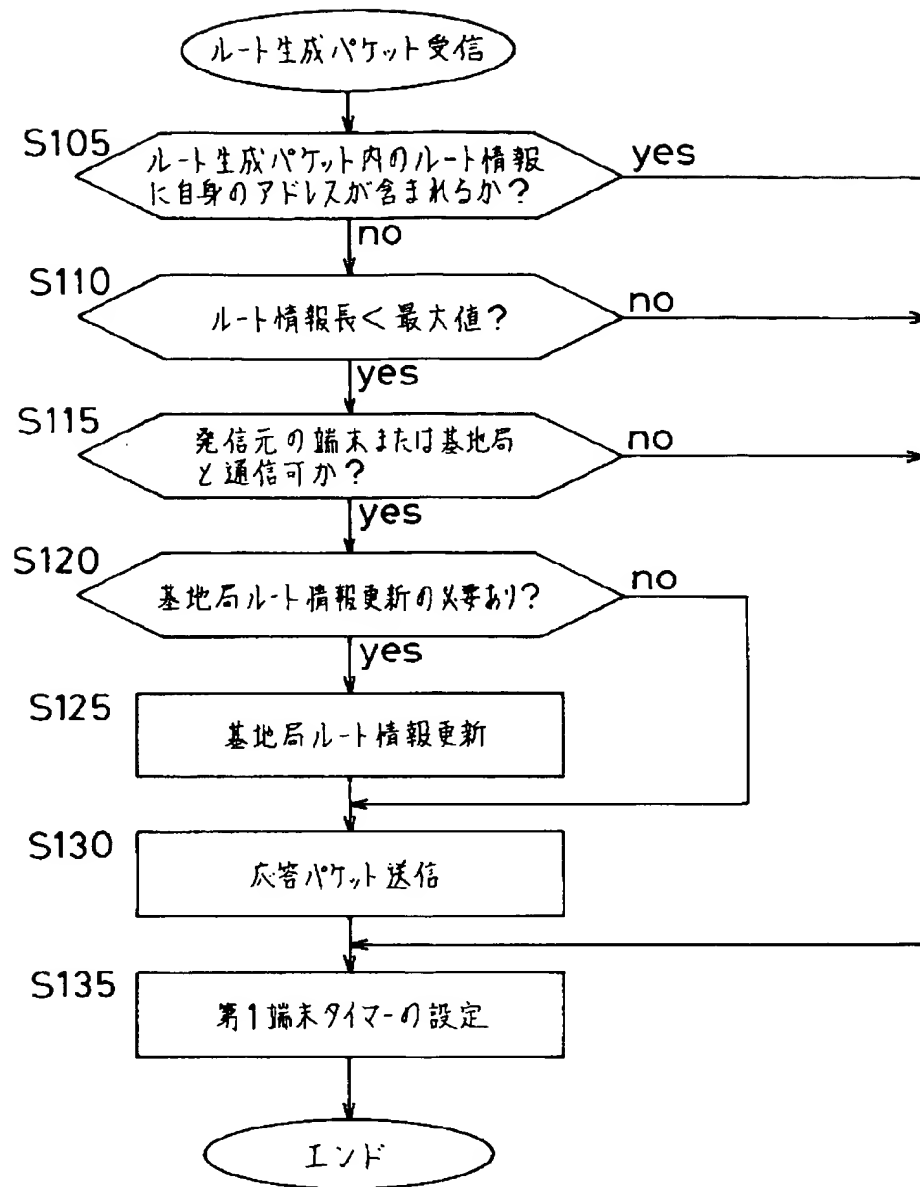 ルート生成パケット受信
S105
ルート生成パケット内のルート情報
に自身のアドレスが含まれるか?
yes
no
S110
ルート情報長<最大値?
no
yes
S115
発信元の端末または基地局
と通信可か?
no
yes
S120
基地局ルート情報更新の必要あり?
no
yes
S125
基地局ルート情報更新
S130
応答パケット送信
S135
第1端末タイマーの設定
エンド